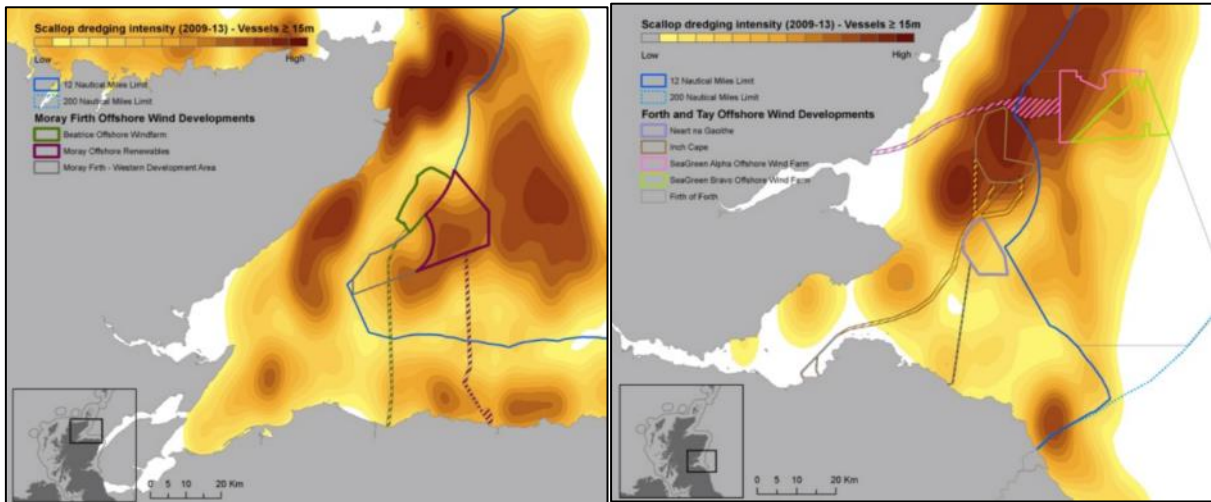 Scallop dredging intensity (2009-13) - Vessels ≥ 15m
Low High
12 Nautical Miles Limit
200 Nautical Miles Limit
Moray Firth Offshore Wind Developments
Beatrice Offshore Windfarm
Moray Offshore Renewables
Moray Firth - Western Development Area
0 5 10 20 Km
Scallop dredging intensity (2009-13) - Vessels ≥ 15m
Low High
12 Nautical Miles Limit
200 Nautical Miles Limit
Forth and Tay Offshore Wind Developments
Neart na Gaoithe
Inch Cape
SeaGreen Alpha Offshore Wind Farm
SeaGreen Bravo Offshore Wind Farm
Firth of Forth
0 5 10 20 Km